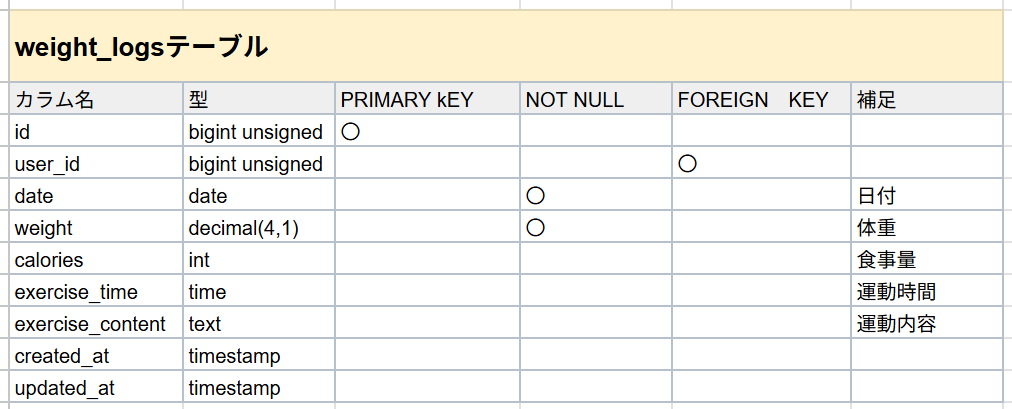 weight_logsテーブル
カラム名 型 PRIMARY kEY NOT NULL FOREIGN　KEY 補足
id bigint unsigned ○
user_id bigint unsigned ○
date date ○ 日付
weight decimal(4,1) ○ 体重
calories int 食事量
exercise_time time 運動時間
exercise_content text 運動内容
created_at timestamp
updated_at timestamp